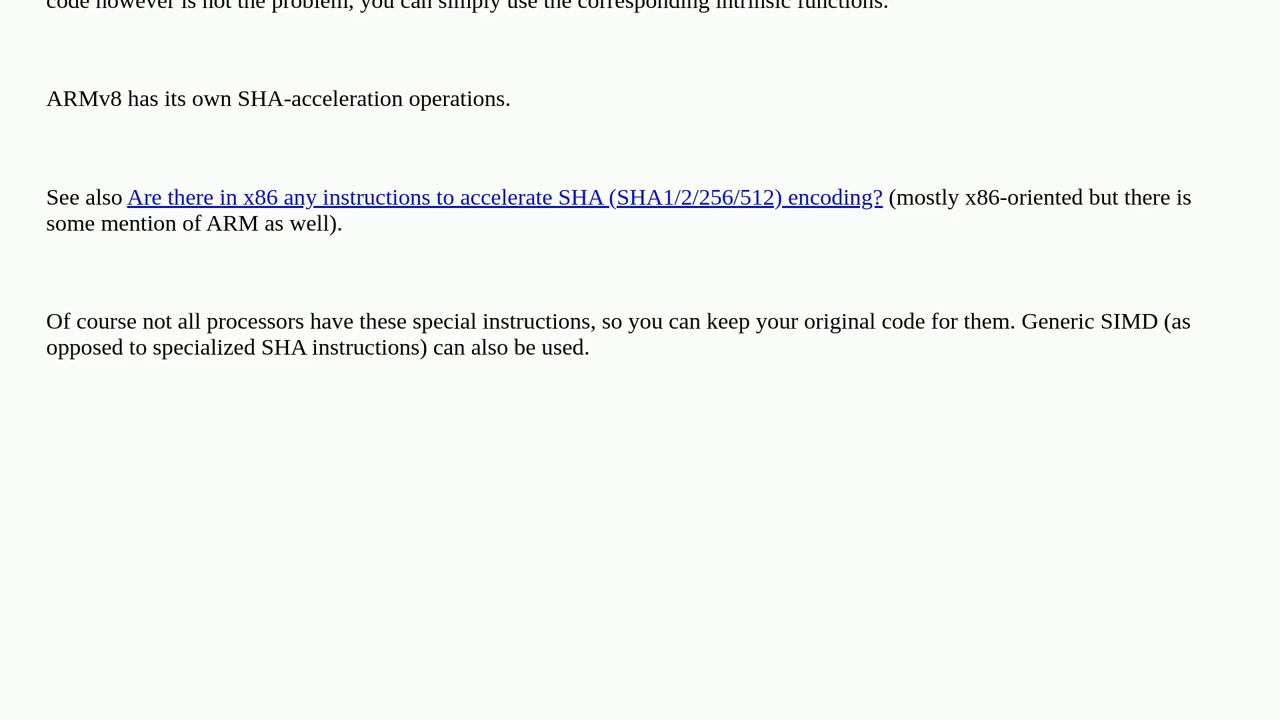 code however is not the problem, you can simply use the corresponding intrinsic functions.
ARMv8 has its own SHA-acceleration operations.
See also Are there in x86 any instructions to accelerate SHA (SHA1/2/256/512) encoding? (mostly x86-oriented but there is
some mention of ARM as well).
Of course not all processors have these special instructions, so you can keep your original code for them. Generic SIMD (as
opposed to specialized SHA instructions) can also be used.